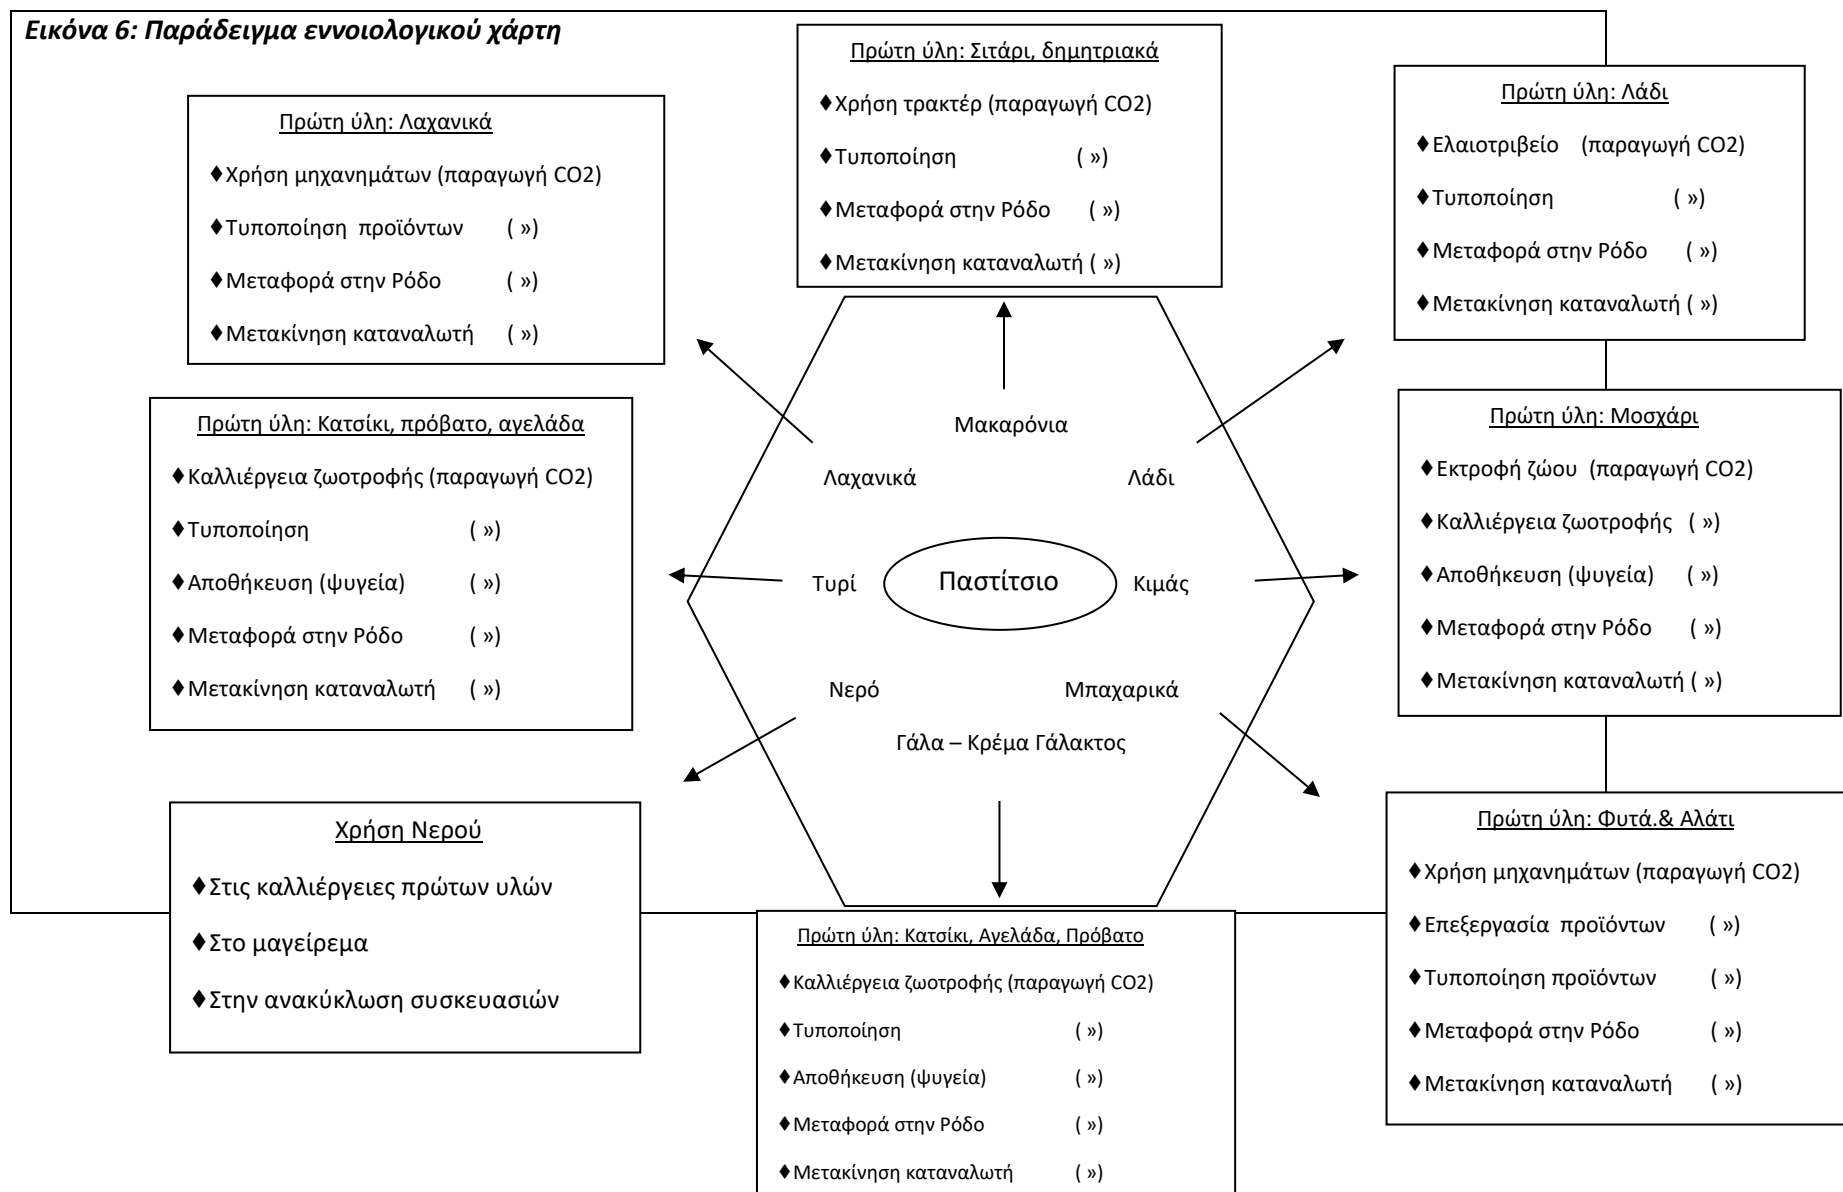 Εικόνα 6: Παράδειγμα εννοιολογικού χάρτη
Πρώτη ύλη: Λαχανικά
♦Χρήση μηχανημάτων (παραγωγή CO2)
♦Τυποποίηση προϊόντων ( »)
♦Μεταφορά στην Ρόδο ( »)
♦Μετακίνηση καταναλωτή ( »)
Πρώτη ύλη: Σιτάρι, δημητριακά
♦Χρήση τρακτέρ (παραγωγή CO2)
♦Τυποποίηση ( »)
♦Μεταφορά στην Ρόδο ( »)
♦Μετακίνηση καταναλωτή ( »)
Πρώτη ύλη: Λάδι
♦Ελαιοτριβείο (παραγωγή CO2)
♦Τυποποίηση ( »)
♦Μεταφορά στην Ρόδο ( »)
♦Μετακίνηση καταναλωτή ( »)
Πρώτη ύλη: Κατσίκι, πρόβατο, αγελάδα
♦Καλλιέργεια ζωοτροφής (παραγωγή CO2)
♦Τυποποίηση ( »)
♦Αποθήκευση (ψυγεία) ( »)
♦Μεταφορά στην Ρόδο ( »)
♦Μετακίνηση καταναλωτή ( »)
Μακαρόνια
Λαχανικά
Λάδι
Τυρί
Παστίτσιο
Κιμάς
Νερό
Μπαχαρικά
Γάλα – Κρέμα Γάλακτος
Πρώτη ύλη: Μοσχάρι
♦Εκτροφή ζώου (παραγωγή CO2)
♦Καλλιέργεια ζωοτροφής ( »)
♦Αποθήκευση (ψυγεία) ( »)
♦Μεταφορά στην Ρόδο ( »)
♦Μετακίνηση καταναλωτή ( »)
Χρήση Νερού
♦Στις καλλιέργειες πρώτων υλών
♦Στο μαγείρεμα
♦Στην ανακύκλωση συσκευασιών
Πρώτη ύλη: Κατσίκι, Αγελάδα, Πρόβατο
♦Καλλιέργεια ζωοτροφής (παραγωγή CO2)
♦Τυποποίηση ( »)
♦Αποθήκευση (ψυγεία) ( »)
♦Μεταφορά στην Ρόδο ( »)
♦Μετακίνηση καταναλωτή ( »)
Πρώτη ύλη: Φυτά.& Αλάτι
♦Χρήση μηχανημάτων (παραγωγή CO2)
♦Επεξεργασία προϊόντων ( »)
♦Τυποποίηση προϊόντων ( »)
♦Μεταφορά στην Ρόδο ( »)
♦Μετακίνηση καταναλωτή ( »)